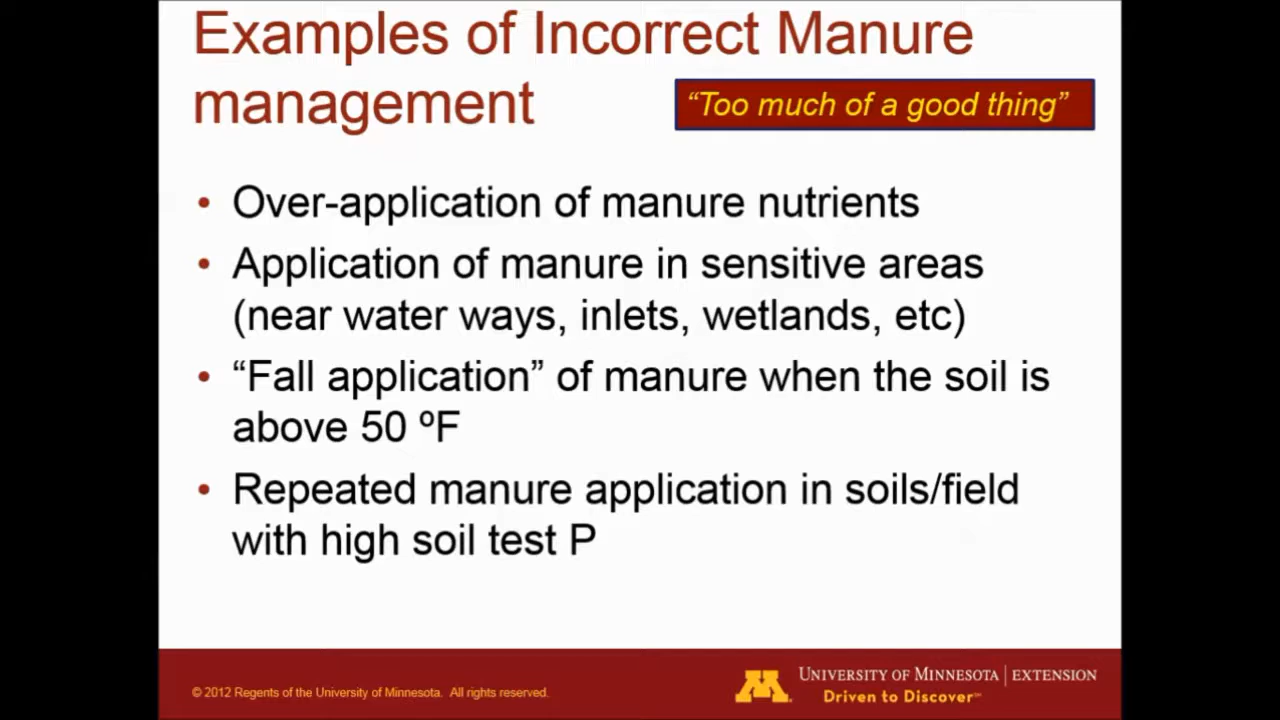 Examples of Incorrect Manure
management
“Too much of a good thing”
• Over-application of manure nutrients
• Application of manure in sensitive areas
(near water ways, inlets, wetlands, etc)
• “Fall application” of manure when the soil is
above 50 ºF
• Repeated manure application in soils/field
with high soil test P
© 2012 Regents of the University of Minnesota. All rights reserved.
M
UNIVERSITY OF MINNESOTA | EXTENSION
Driven to Discover℠